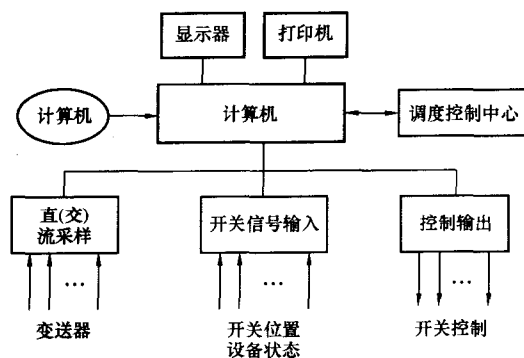 显示器
打印机
计算机
计算机
调度控制中心
直(交)
流采样
开关信号输入
控制输出
…
…
…
变送器
开关位置
设备状态
开关控制